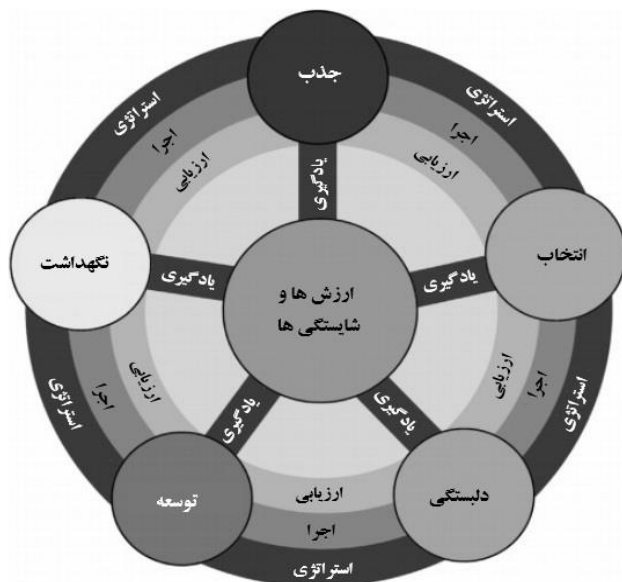 جذب
استراتژی
استراتژی
اجرا
اجرا
ارزیابی
ارزیابی
یادگیری
انتخاب
نگهداشت
یادگیری
یادگیری
ارزش ها و
شایستگی ها
ارزیابی
اجرا
استراتژی
ارزیابی
اجرا
استراتژی
یادگیری
یادگیری
دلبستگی
توسعه
ارزیابی
اجرا
استراتژی